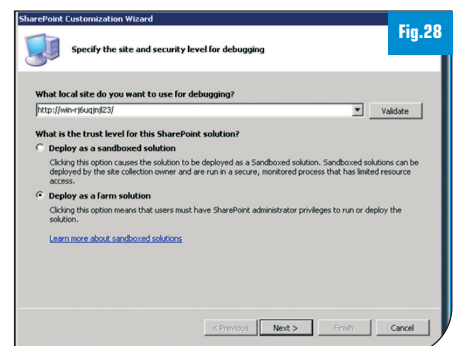 SharePoint Customization Wizard
Fig.28
Specify the site and security level for debugging
What local site do you want to use for debugging?
http://win-rj6uqjnjl23/
Validate
What is the trust level for this SharePoint solution?
Deploy as a sandboxed solution
Clicking this option causes the solution to be deployed as a Sandboxed solution. Sandboxed solutions can be
deployed by the site collection owner and are run in a secure, monitored process that has limited resource
access.
Deploy as a farm solution
Clicking this option means that users must have SharePoint administrator privileges to run or deploy the
solution.
Learn more about sandboxed solutions
< Previous
Next >
Finish
Cancel